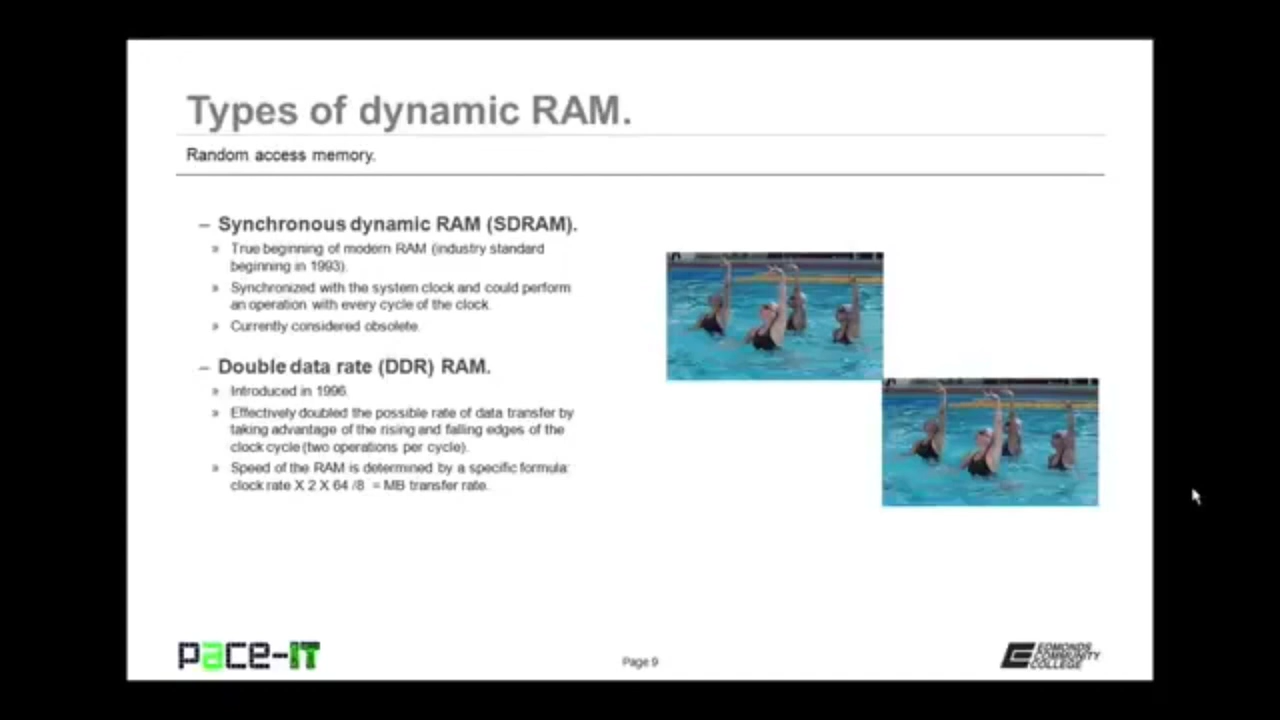 Types of dynamic RAM.
Random access memory.
– Synchronous dynamic RAM (SDRAM).
» True beginning of modern RAM (industry standard
beginning in 1993).
» Synchronized with the system clock and could perform
an operation with every cycle of the clock.
» Currently considered obsolete.
– Double data rate (DDR) RAM.
» Introduced in 1996.
» Effectively doubled the possible rate of data transfer by
taking advantage of the rising and falling edges of the
clock cycle (two operations per cycle).
» Speed of the RAM is determined by a specific formula:
clock rate X 2 X 64 /8 = MB transfer rate.
pace-IT
Page 9
EDMONDS
COMMUNITY
COLLEGE